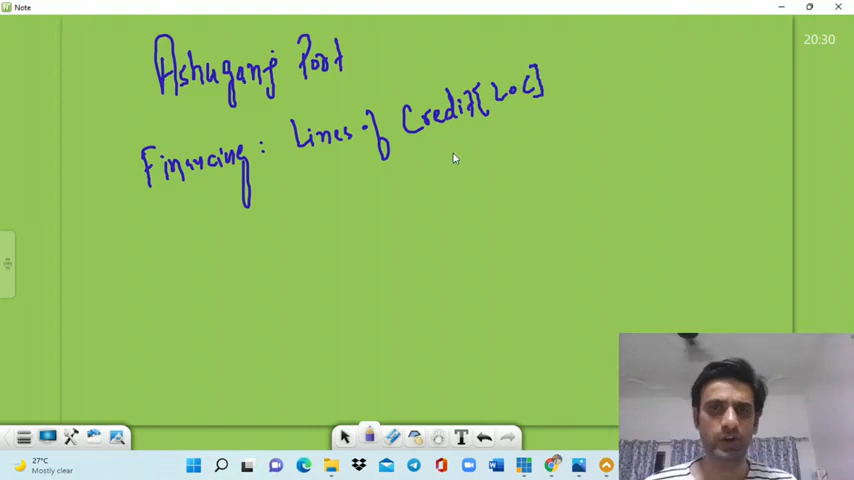 Note
20:30
Ashuganj Port
Financing: Lines of Credit [LOC]
27°C
Mostly clear